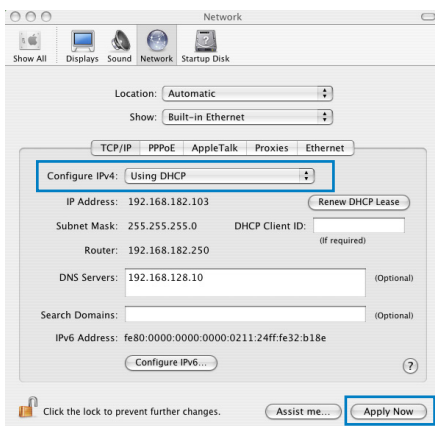 Network
Show All Displays Sound Network Startup Disk
Location: Automatic
Show: Built-in Ethernet
TCP/IP PPPoE AppleTalk Proxies Ethernet
Configure IPv4: Using DHCP
IP Address: 192.168.182.103 Renew DHCP Lease
Subnet Mask: 255.255.255.0 DHCP Client ID:
(If required)
Router: 192.168.182.250
DNS Servers: 192.168.128.10 (Optional)
Search Domains: (Optional)
IPv6 Address: fe80:0000:0000:0000:0211:24ff:fe32:b18e
Configure IPv6... ?
Click the lock to prevent further changes. Assist me... Apply Now